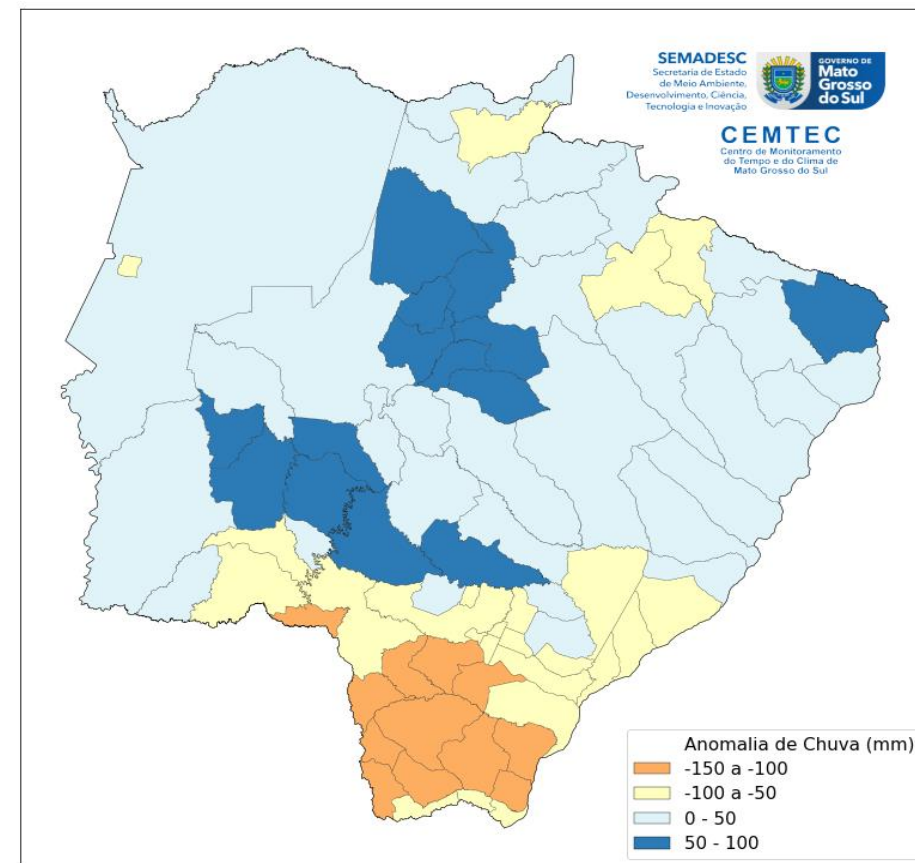 SEMADESC
Secretaria de Estado
de Meio Ambiente,
Desenvolvimento, Ciência,
Tecnologia e Inovação
GOVERNO DE
Mato
Grosso
do Sul
CEMTEC
Centro de Monitoramento
do Tempo e do Clima de
Mato Grosso do Sul
Anomalia de Chuva (mm)
-150 a -100
-100 a -50
0 - 50
50 - 100